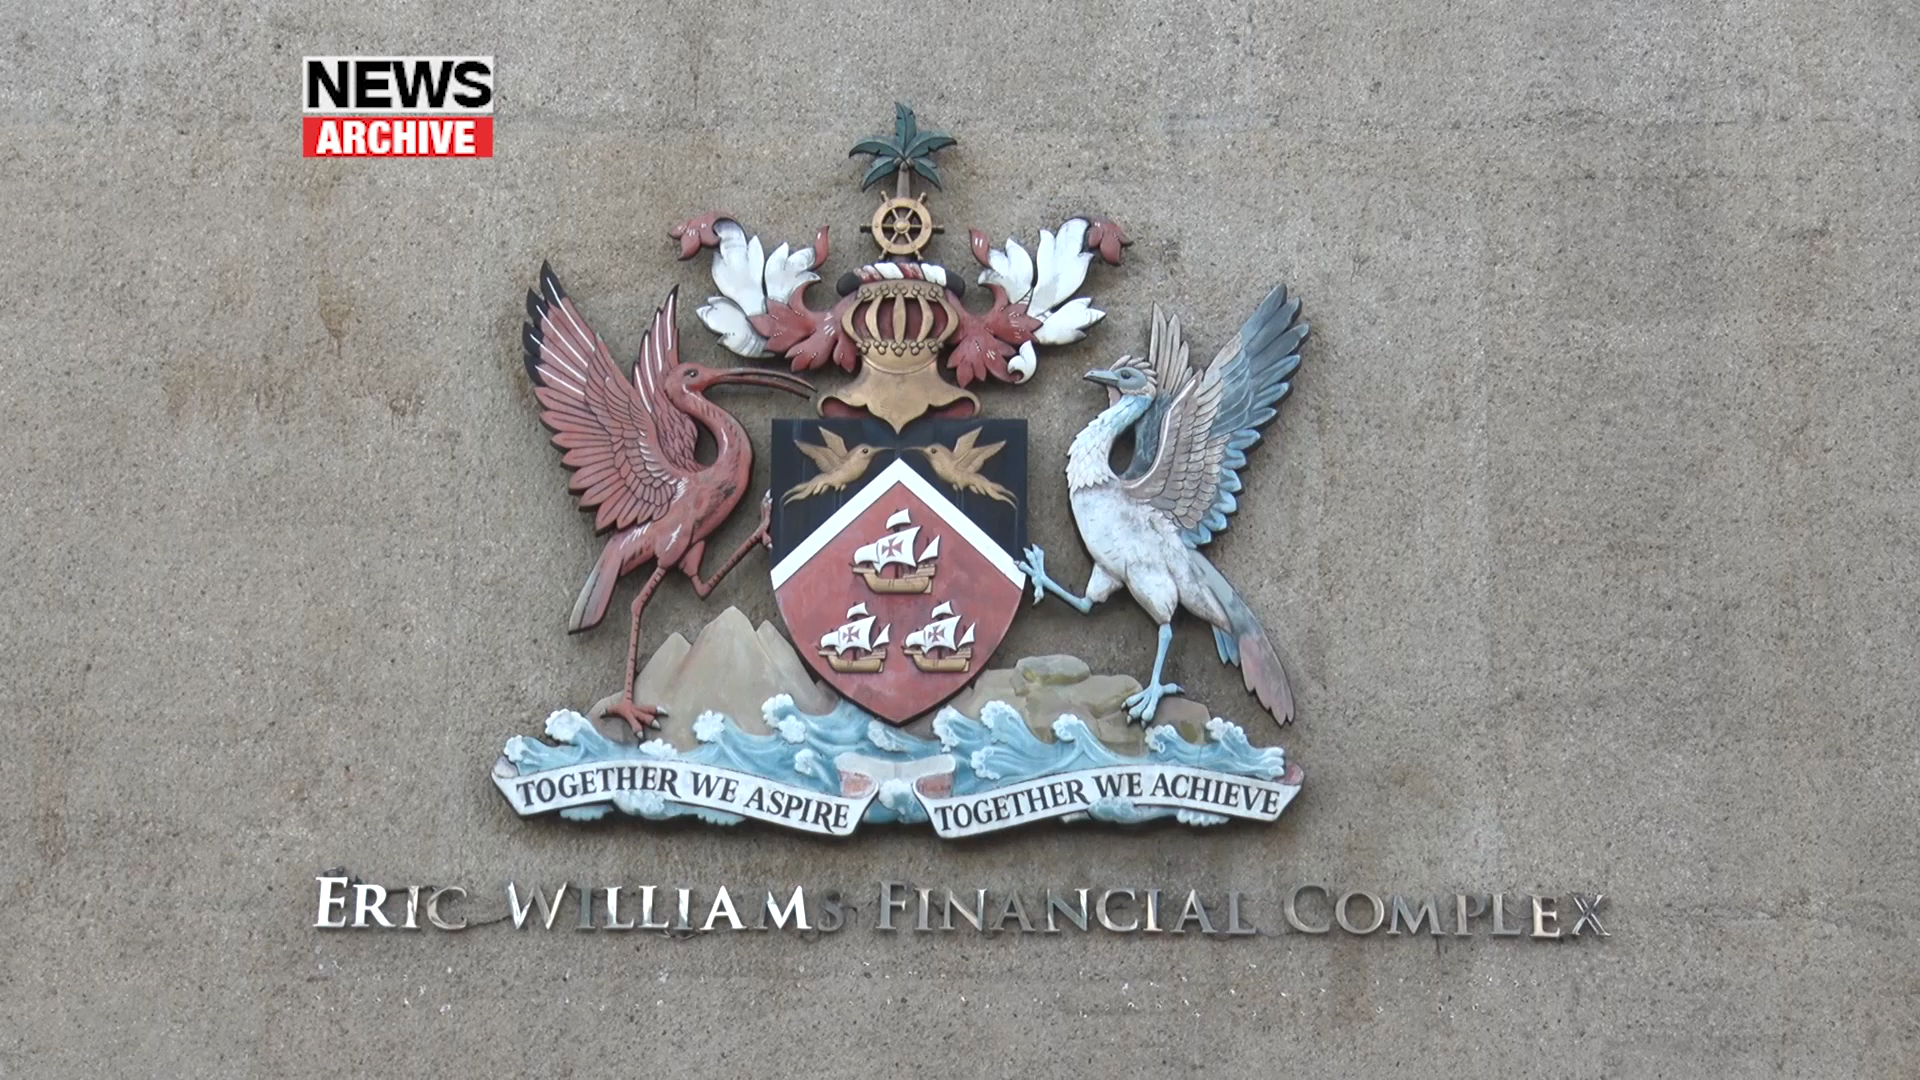 NEWS
ARCHIVE
TOGETHER WE ASPIRE
TOGETHER WE ACHIEVE
ERIC WILLIAMS FINANCIAL COMPLEX